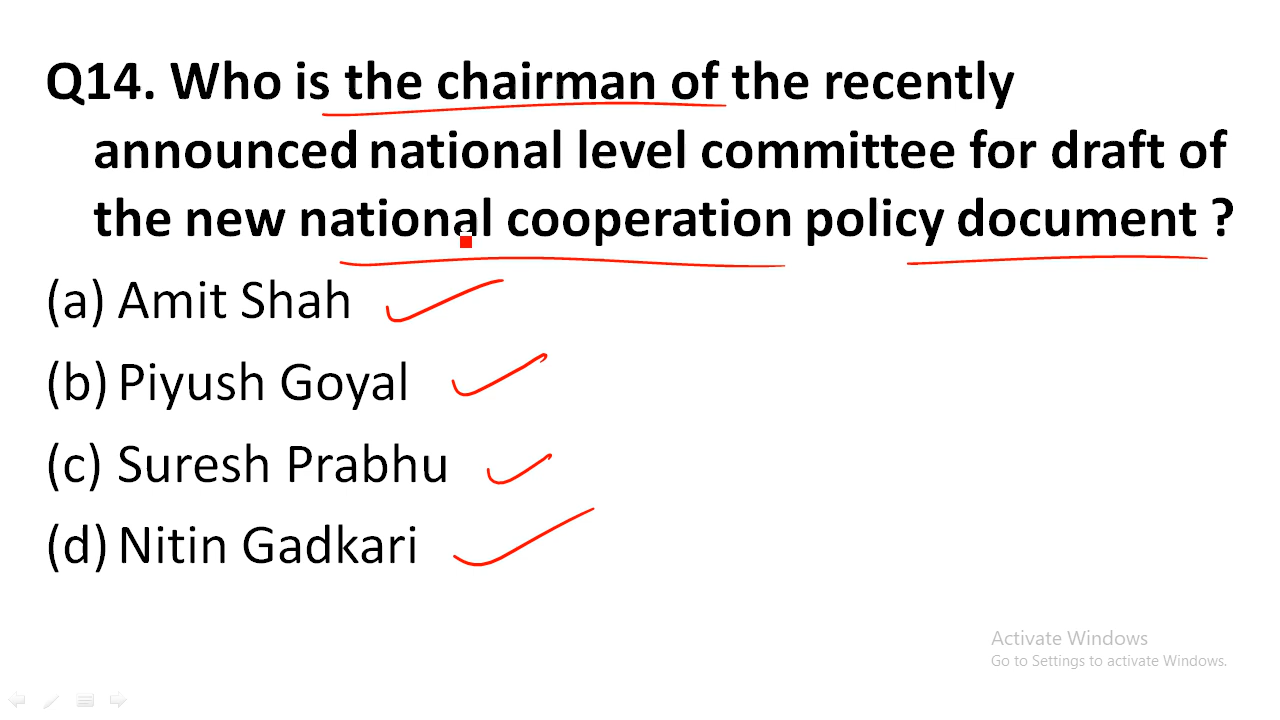 Q14. Who is the chairman of the recently
announced national level committee for draft of
the new national cooperation policy document ?
(a) Amit Shah
(b) Piyush Goyal
(c) Suresh Prabhu
(d) Nitin Gadkari
Activate Windows
Go to Settings to activate Windows.